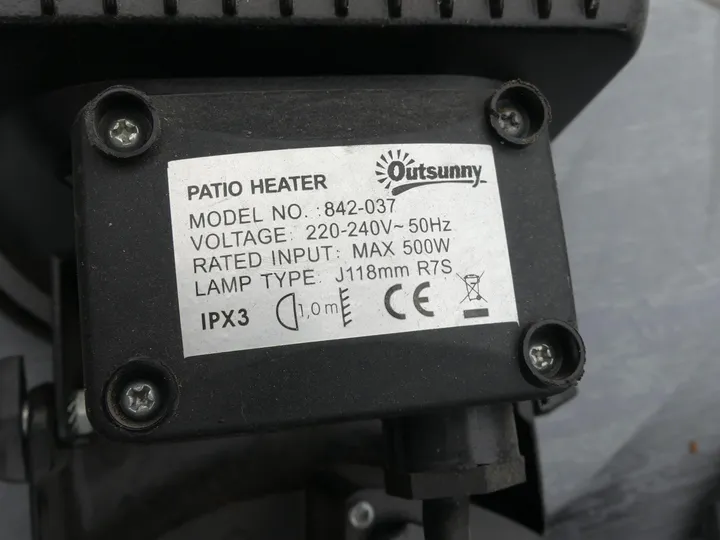 Outsunny
PATIO HEATER
MODEL NO. :842-037
VOLTAGE: 220-240V~50Hz
RATED INPUT: MAX 500W
LAMP TYPE: J118mm R7S
IPX3 1,0m CE